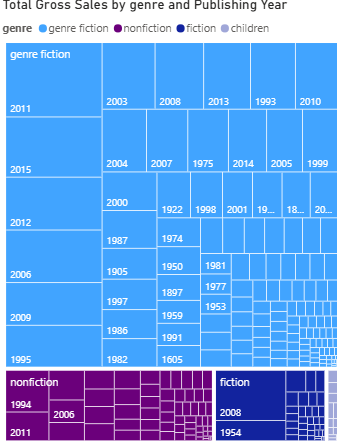 Total Gross Sales by genre and Publishing Year
genre genre fiction nonfiction fiction children
genre fiction
2011
2003 2008 2013 1993 2010
2015
2004 2007 1975 2014 2005 1999
2012
2000
1922 1998 2001 19... 18... 20...
2006
1987
1974
2009
1905
1950 1981
1997
1897 1977
1986
1959 1953
1995
1982
1991
1605
nonfiction
1994
2006
2011
fiction
2008
1954